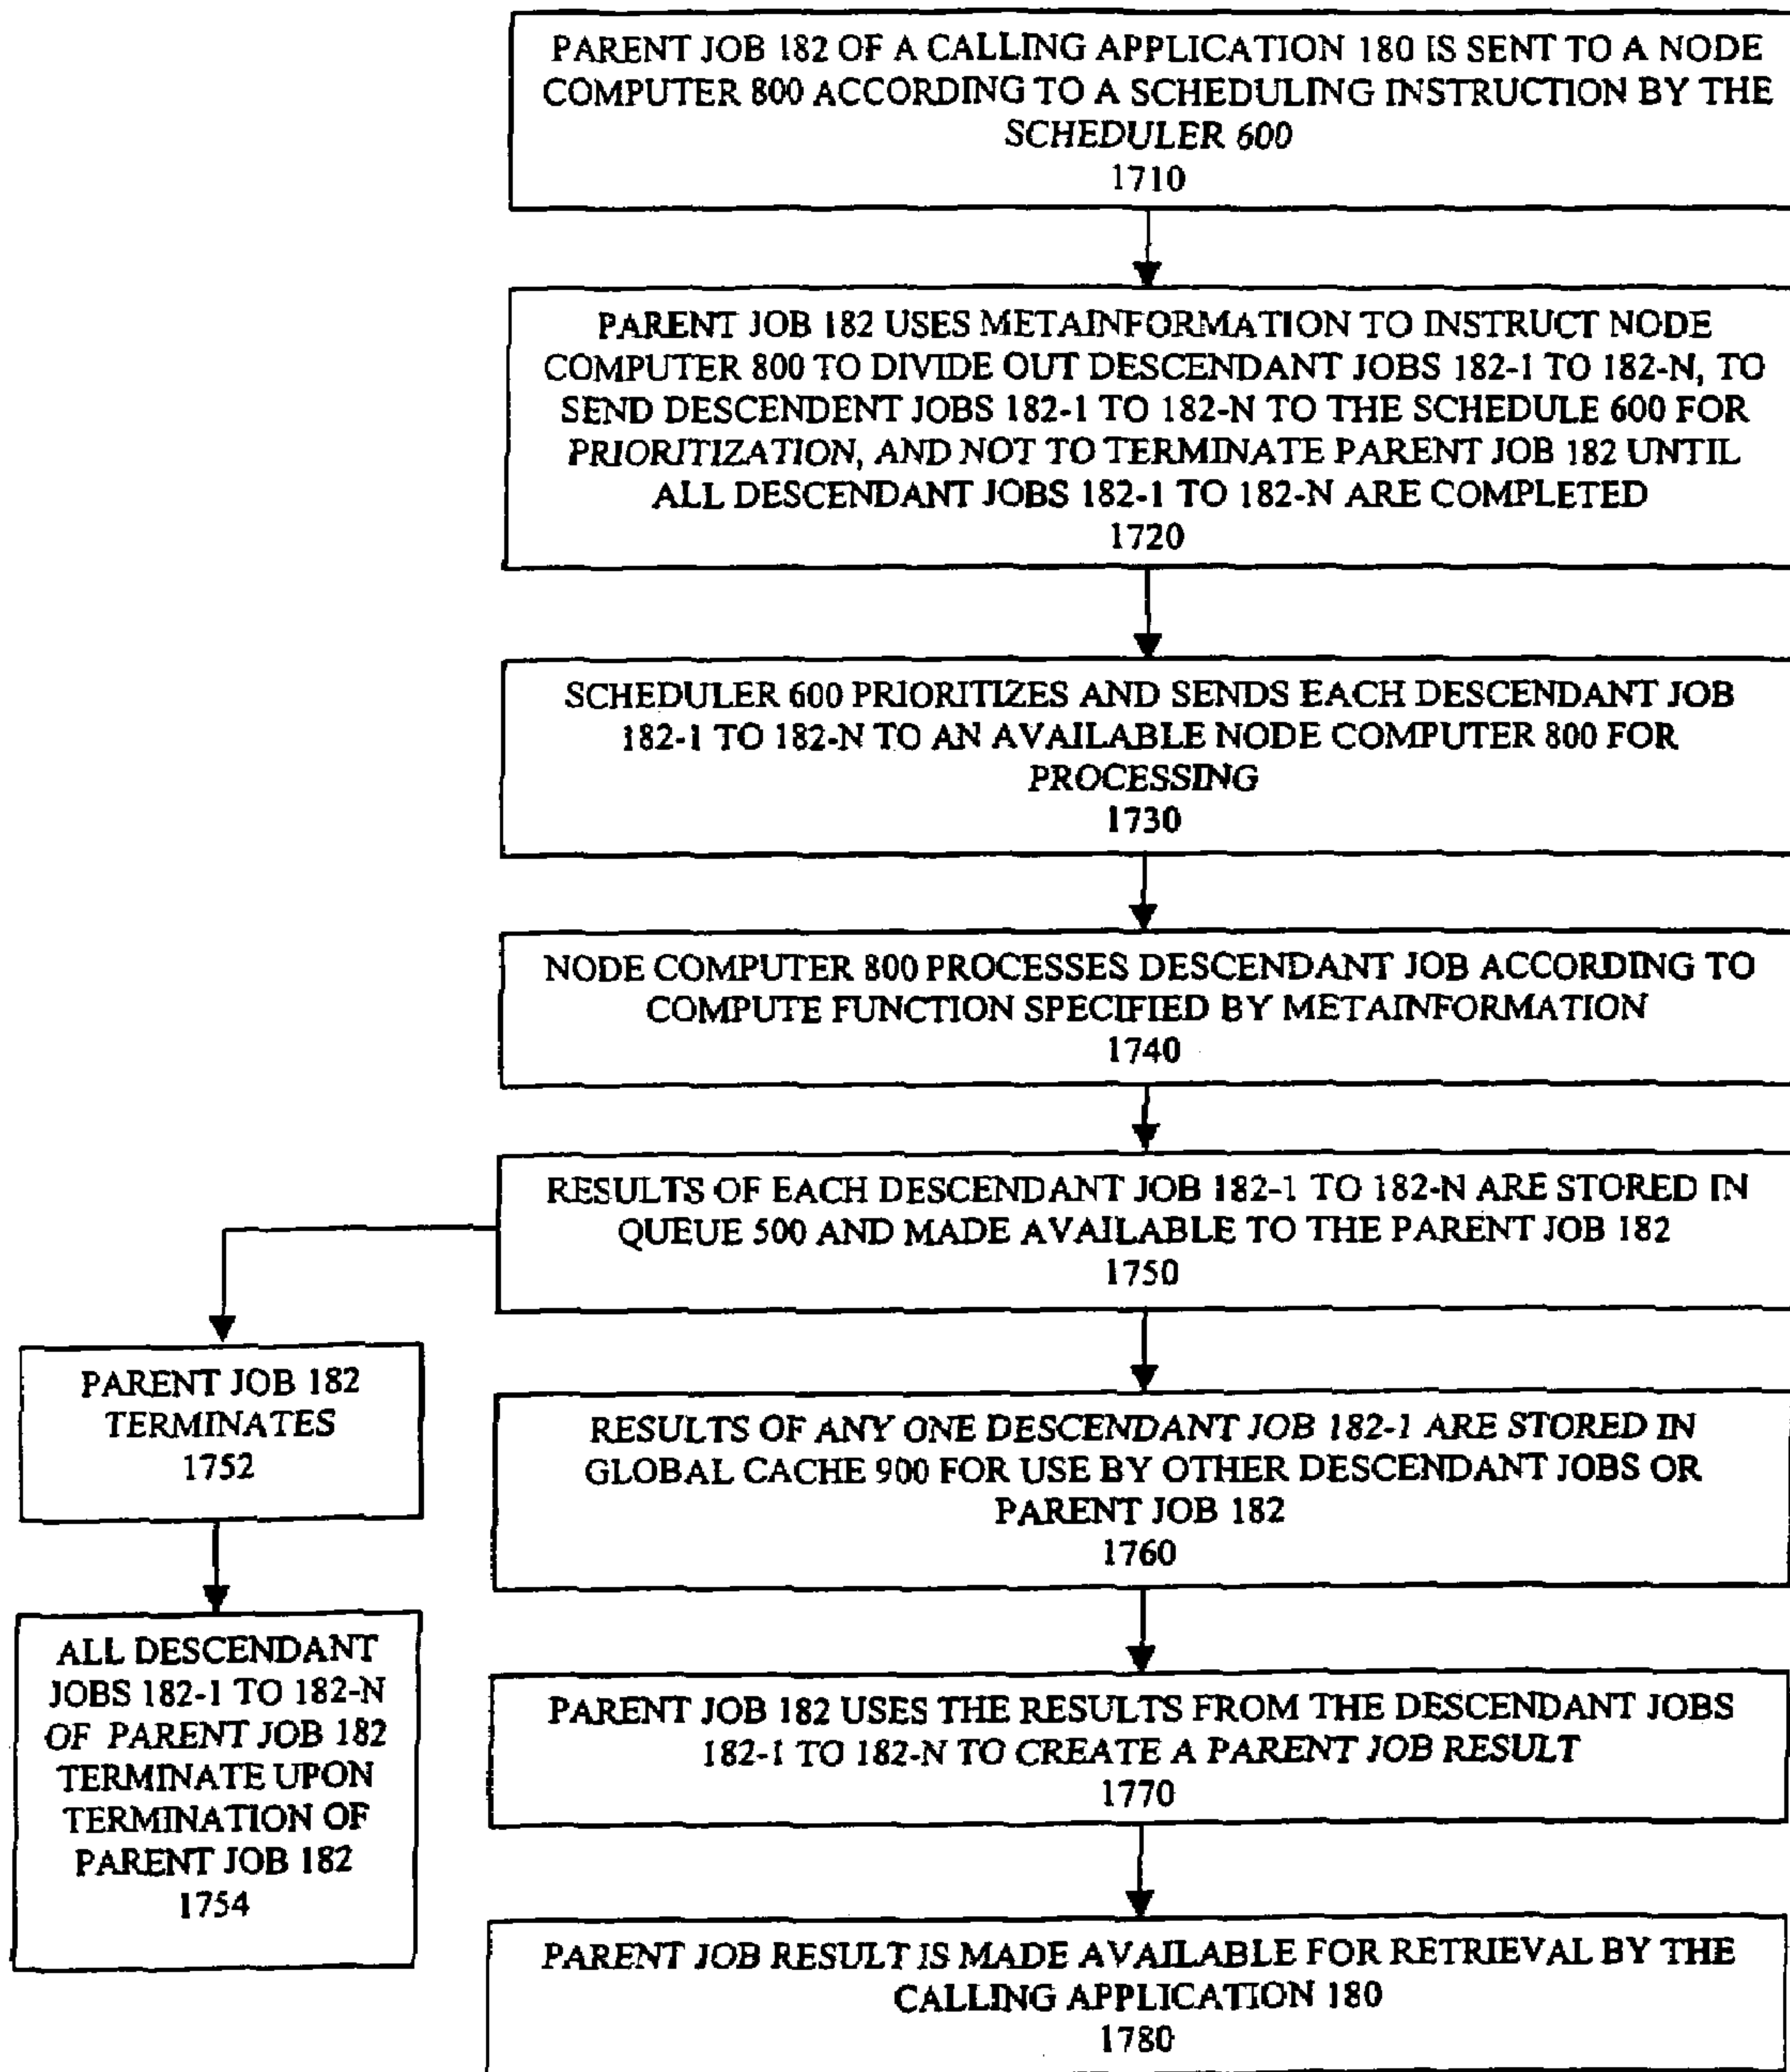 PARENT JOB 182 OF A CALLING APPLICATION 180 IS SENT TO A NODE
COMPUTER 800 ACCORDING TO A SCHEDULING INSTRUCTION BY THE
SCHEDULER 600
1710
PARENT JOB 182 USES METAINFORMATION TO INSTRUCT NODE
COMPUTER 800 TO DIVIDE OUT DESCENDANT JOBS 182-1 TO 182-N, TO
SEND DESCENDENT JOBS 182-1 TO 182-N TO THE SCHEDULE 600 FOR
PRIORITIZATION, AND NOT TO TERMINATE PARENT JOB 182 UNTIL
ALL DESCENDANT JOBS 182-1 TO 182-N ARE COMPLETED
1720
SCHEDULER 600 PRIORITIZES AND SENDS EACH DESCENDANT JOB
182-1 TO 182-N TO AN AVAILABLE NODE COMPUTER 800 FOR
PROCESSING
1730
NODE COMPUTER 800 PROCESSES DESCENDANT JOB ACCORDING TO
COMPUTE FUNCTION SPECIFIED BY METAINFORMATION
1740
RESULTS OF EACH DESCENDANT JOB 182-1 TO 182-N ARE STORED IN
QUEUE 500 AND MADE AVAILABLE TO THE PARENT JOB 182
1750
PARENT JOB 182
TERMINATES
1752
ALL DESCENDANT
JOBS 182-1 TO 182-N
OF PARENT JOB 182
TERMINATE UPON
TERMINATION OF
PARENT JOB 182
1754
RESULTS OF ANY ONE DESCENDANT JOB 182-1 ARE STORED IN
GLOBAL CACHE 900 FOR USE BY OTHER DESCENDANT JOBS OR
PARENT JOB 182
1760
PARENT JOB 182 USES THE RESULTS FROM THE DESCENDANT JOBS
182-1 TO 182-N TO CREATE A PARENT JOB RESULT
1770
PARENT JOB RESULT IS MADE AVAILABLE FOR RETRIEVAL BY THE
CALLING APPLICATION 180
1780